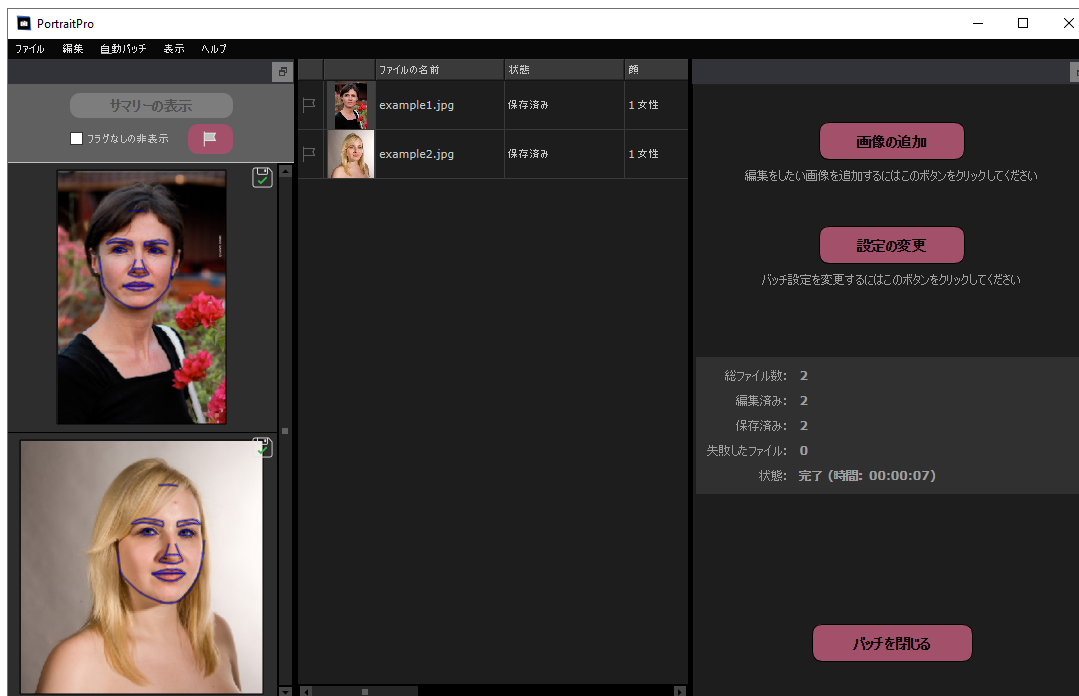 PortraitPro
ファイル 編集 自動バッチ 表示 ヘルプ
サマリーの表示
フラグなしの非表示
ファイルの名前 状態 顔
example1.jpg 保存済み 1 女性
example2.jpg 保存済み 1 女性
画像の追加
編集をしたい画像を追加するにはこのボタンをクリックしてください
設定の変更
バッチ設定を変更するにはこのボタンをクリックしてください
総ファイル数: 2
編集済み: 2
保存済み: 2
失敗したファイル: 0
状態: 完了 (時間: 00:00:07)
バッチを閉じる